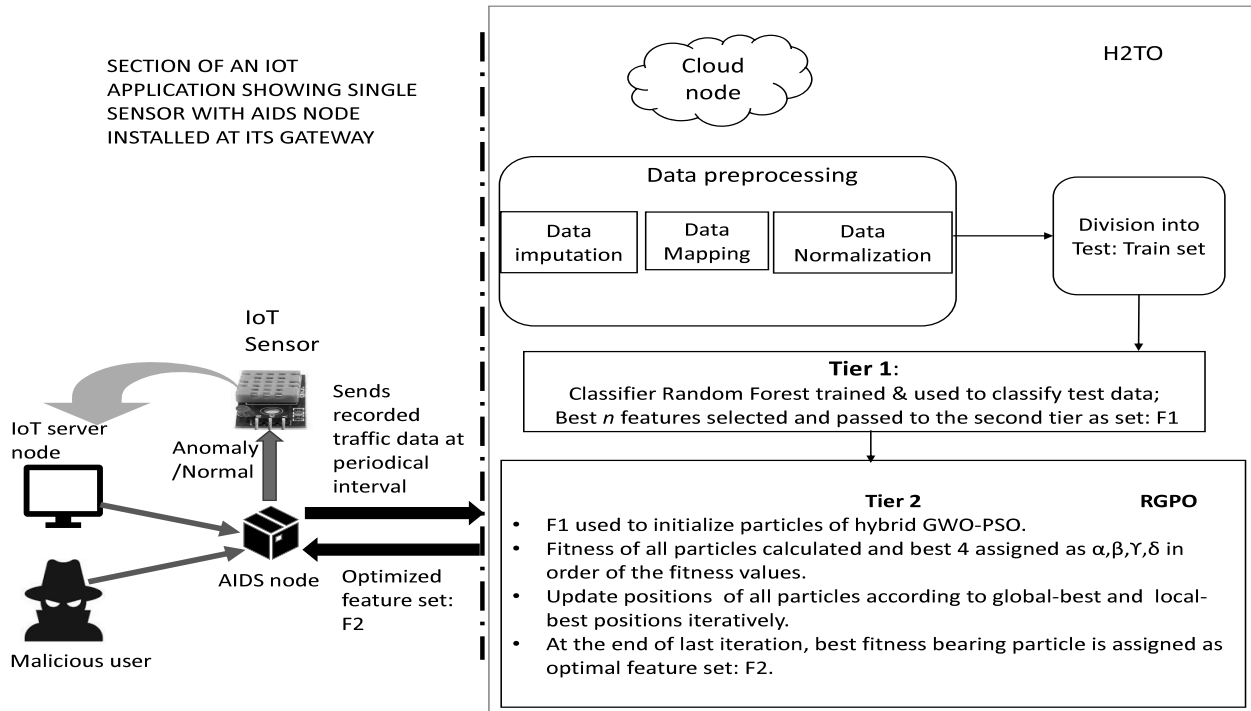 SECTION OF AN IOT
APPLICATION SHOWING SINGLE
SENSOR WITH AIDS NODE
INSTALLED AT ITS GATEWAY
IoT
Sensor
IoT server
node
Anomaly
/Normal
Sends
recorded
traffic data at
periodical
interval
AIDS node
Optimized
feature set:
F2
Malicious user
H2TO
Cloud
node
Data preprocessing
Data
imputation
Data
Mapping
Data
Normalization
Division into
Test: Train set
Tier 1:
Classifier Random Forest trained & used to classify test data;
Best n features selected and passed to the second tier as set: F1
Tier 2 RGPO
• F1 used to initialize particles of hybrid GWO-PSO.
• Fitness of all particles calculated and best 4 assigned as α,β,ϒ,δ in
order of the fitness values.
• Update positions of all particles according to global-best and local-
best positions iteratively.
• At the end of last iteration, best fitness bearing particle is assigned as
optimal feature set: F2.